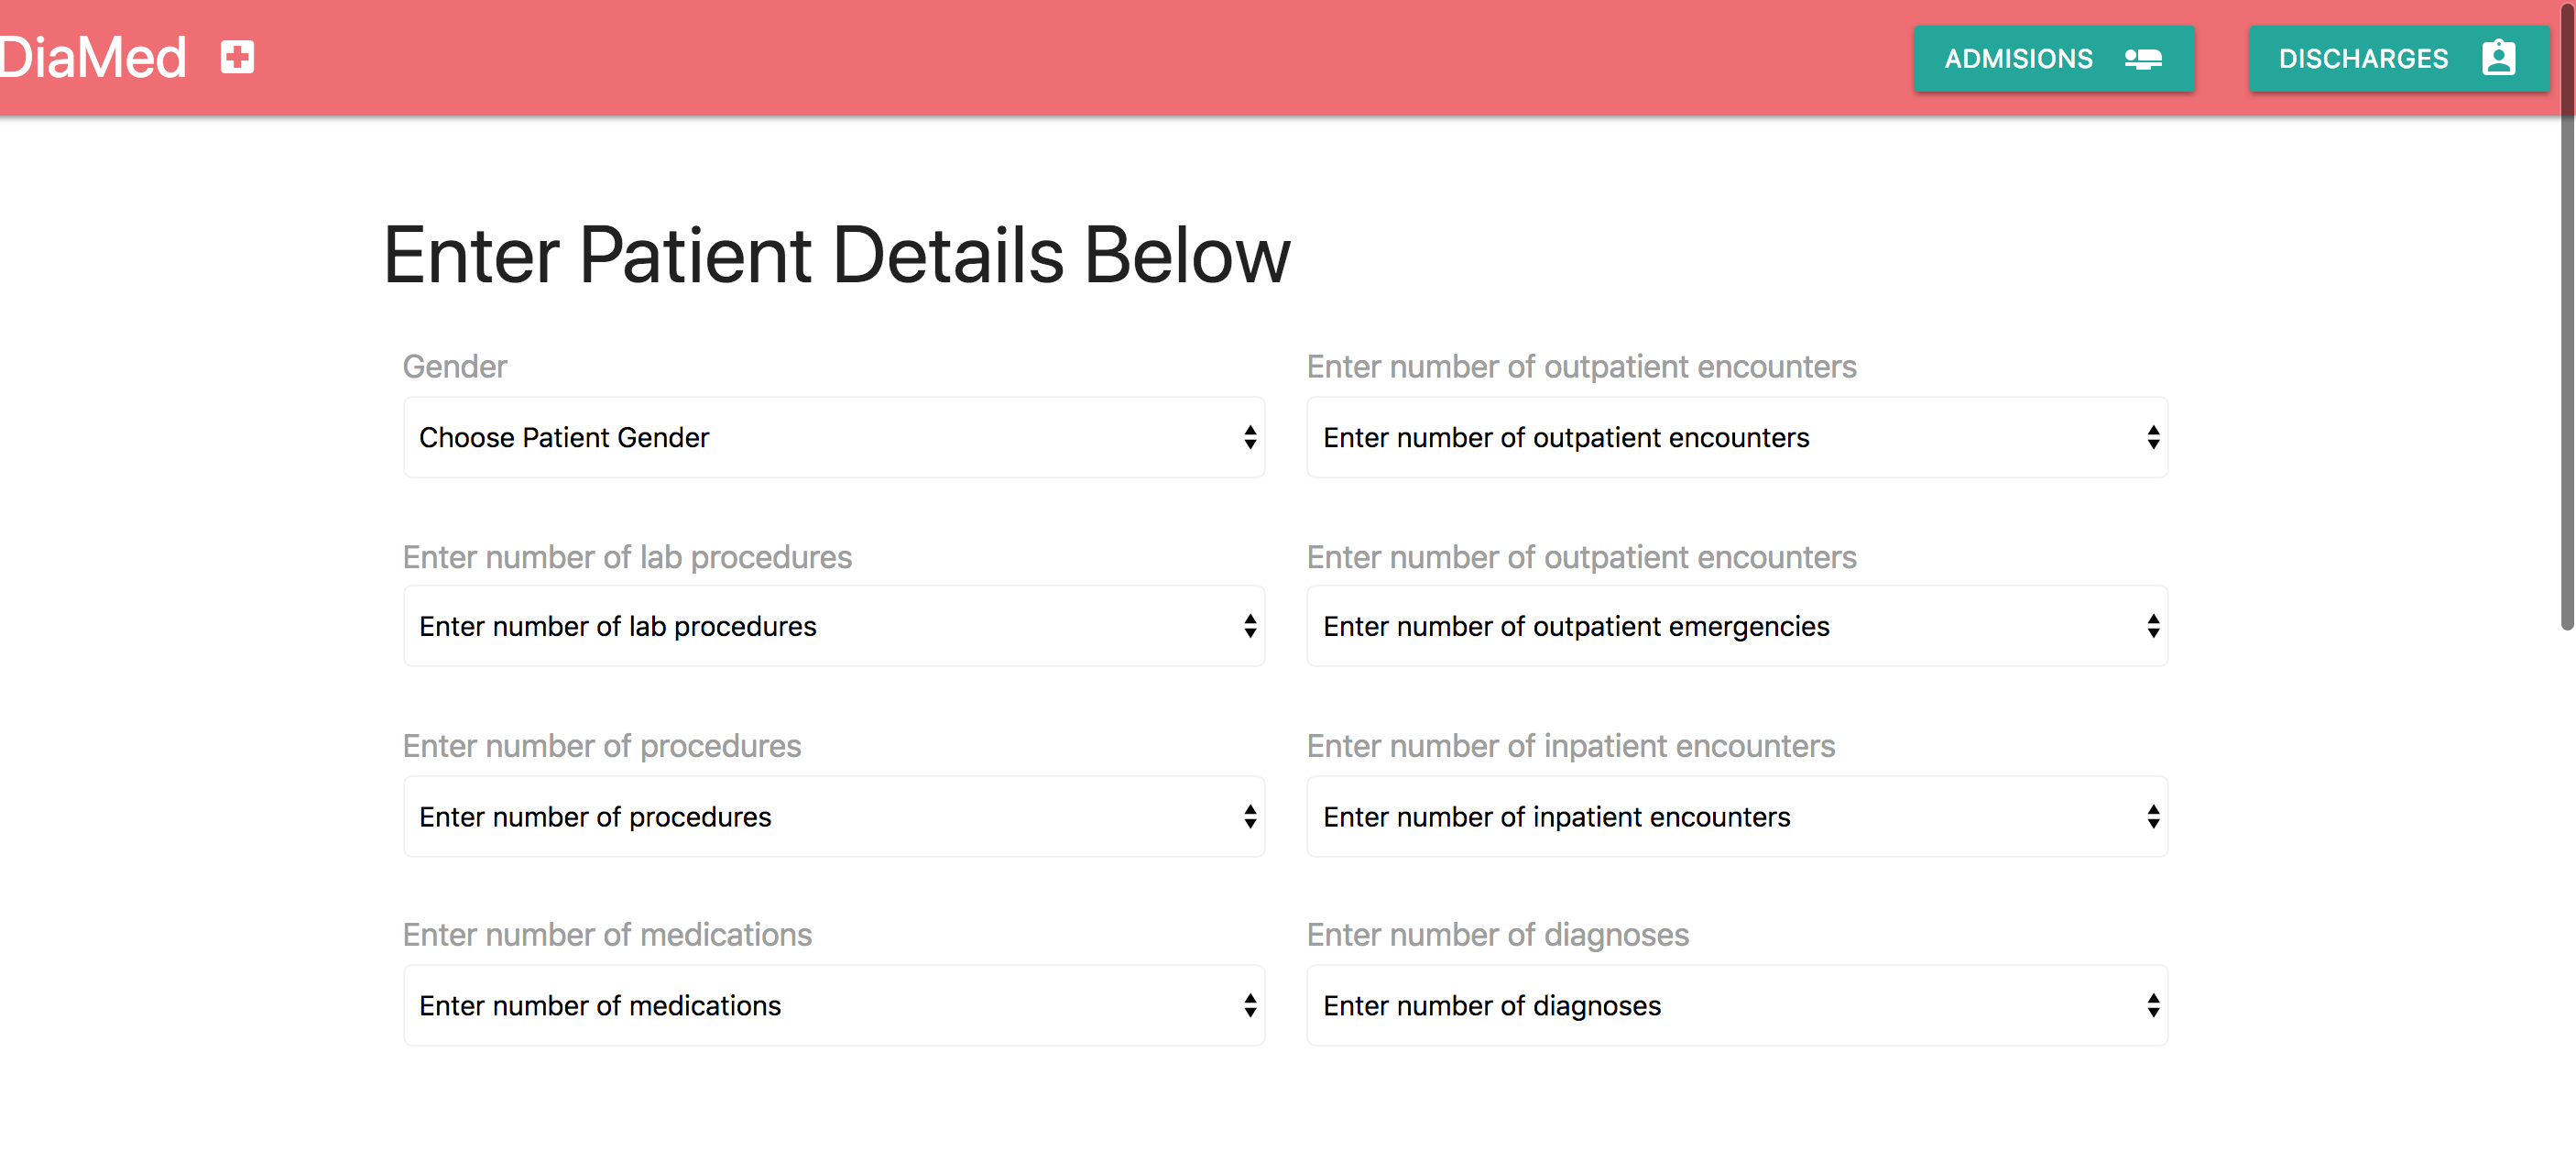 DiaMed
ADMISIONS
DISCHARGES
Enter Patient Details Below
Gender
Choose Patient Gender
Enter number of outpatient encounters
Enter number of outpatient encounters
Enter number of lab procedures
Enter number of lab procedures
Enter number of outpatient encounters
Enter number of outpatient emergencies
Enter number of procedures
Enter number of procedures
Enter number of inpatient encounters
Enter number of inpatient encounters
Enter number of medications
Enter number of medications
Enter number of diagnoses
Enter number of diagnoses